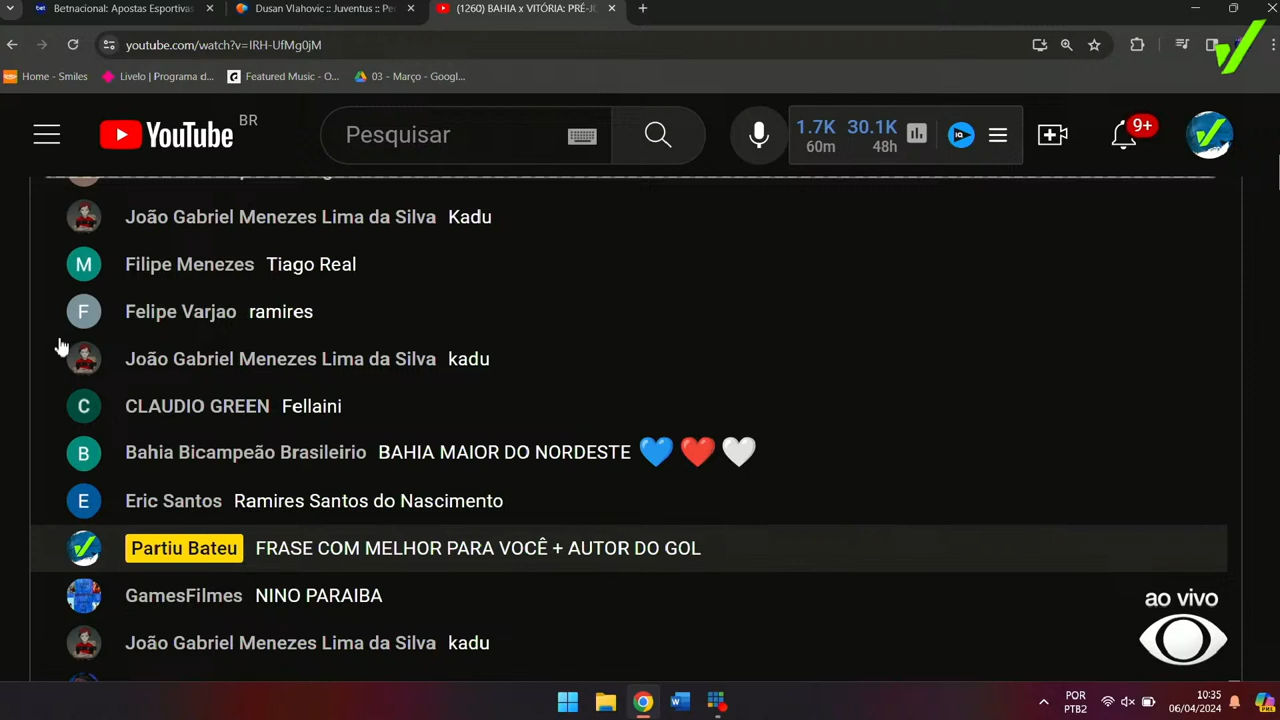 Betnacional: Apostas Esportivas
Dusan Vlahovic :: Juventus :: Pe
(1260) BAHIA x VITÓRIA: PRÉ-J
youtube.com/watch?v=IRH-UfMg0jM
Home - Smiles
Livelo | Programa d...
Featured Music - O...
03 - Março - Googl...
YouTube BR
Pesquisar
1.7K 30.1K
60m 48h
9+
João Gabriel Menezes Lima da Silva Kadu
M Filipe Menezes Tiago Real
F Felipe Varjao ramires
João Gabriel Menezes Lima da Silva kadu
C CLAUDIO GREEN Fellaini
B Bahia Bicampeão Brasileirio BAHIA MAIOR DO NORDESTE 💙 ❤️ 🤍
E Eric Santos Ramires Santos do Nascimento
Partiu Bateu FRASE COM MELHOR PARA VOCÊ + AUTOR DO GOL
GamesFilmes NINO PARAIBA
João Gabriel Menezes Lima da Silva kadu
ao vivo
POR
PTB2
10:35
06/04/2024